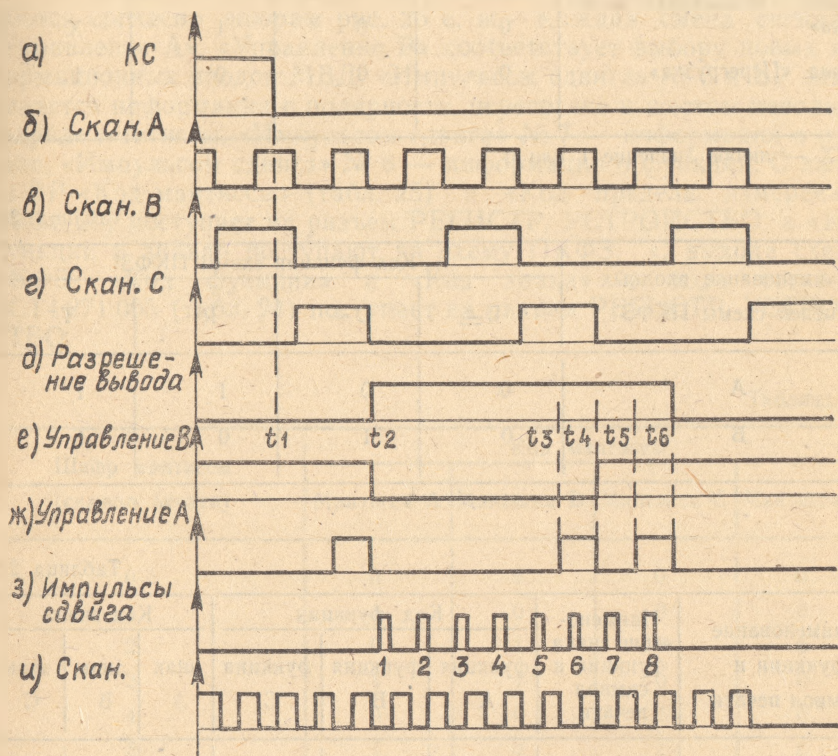 а) КС
б) Скан. А
в) Скан. В
г) Скан. С
д) Разреше-
ние вывода
t1 t2 t3 t4 t5 t6
е) Управление В
ж) Управление А
з) Импульсы
сдвига
1 2 3 4 5 6 7 8
и) Скан.